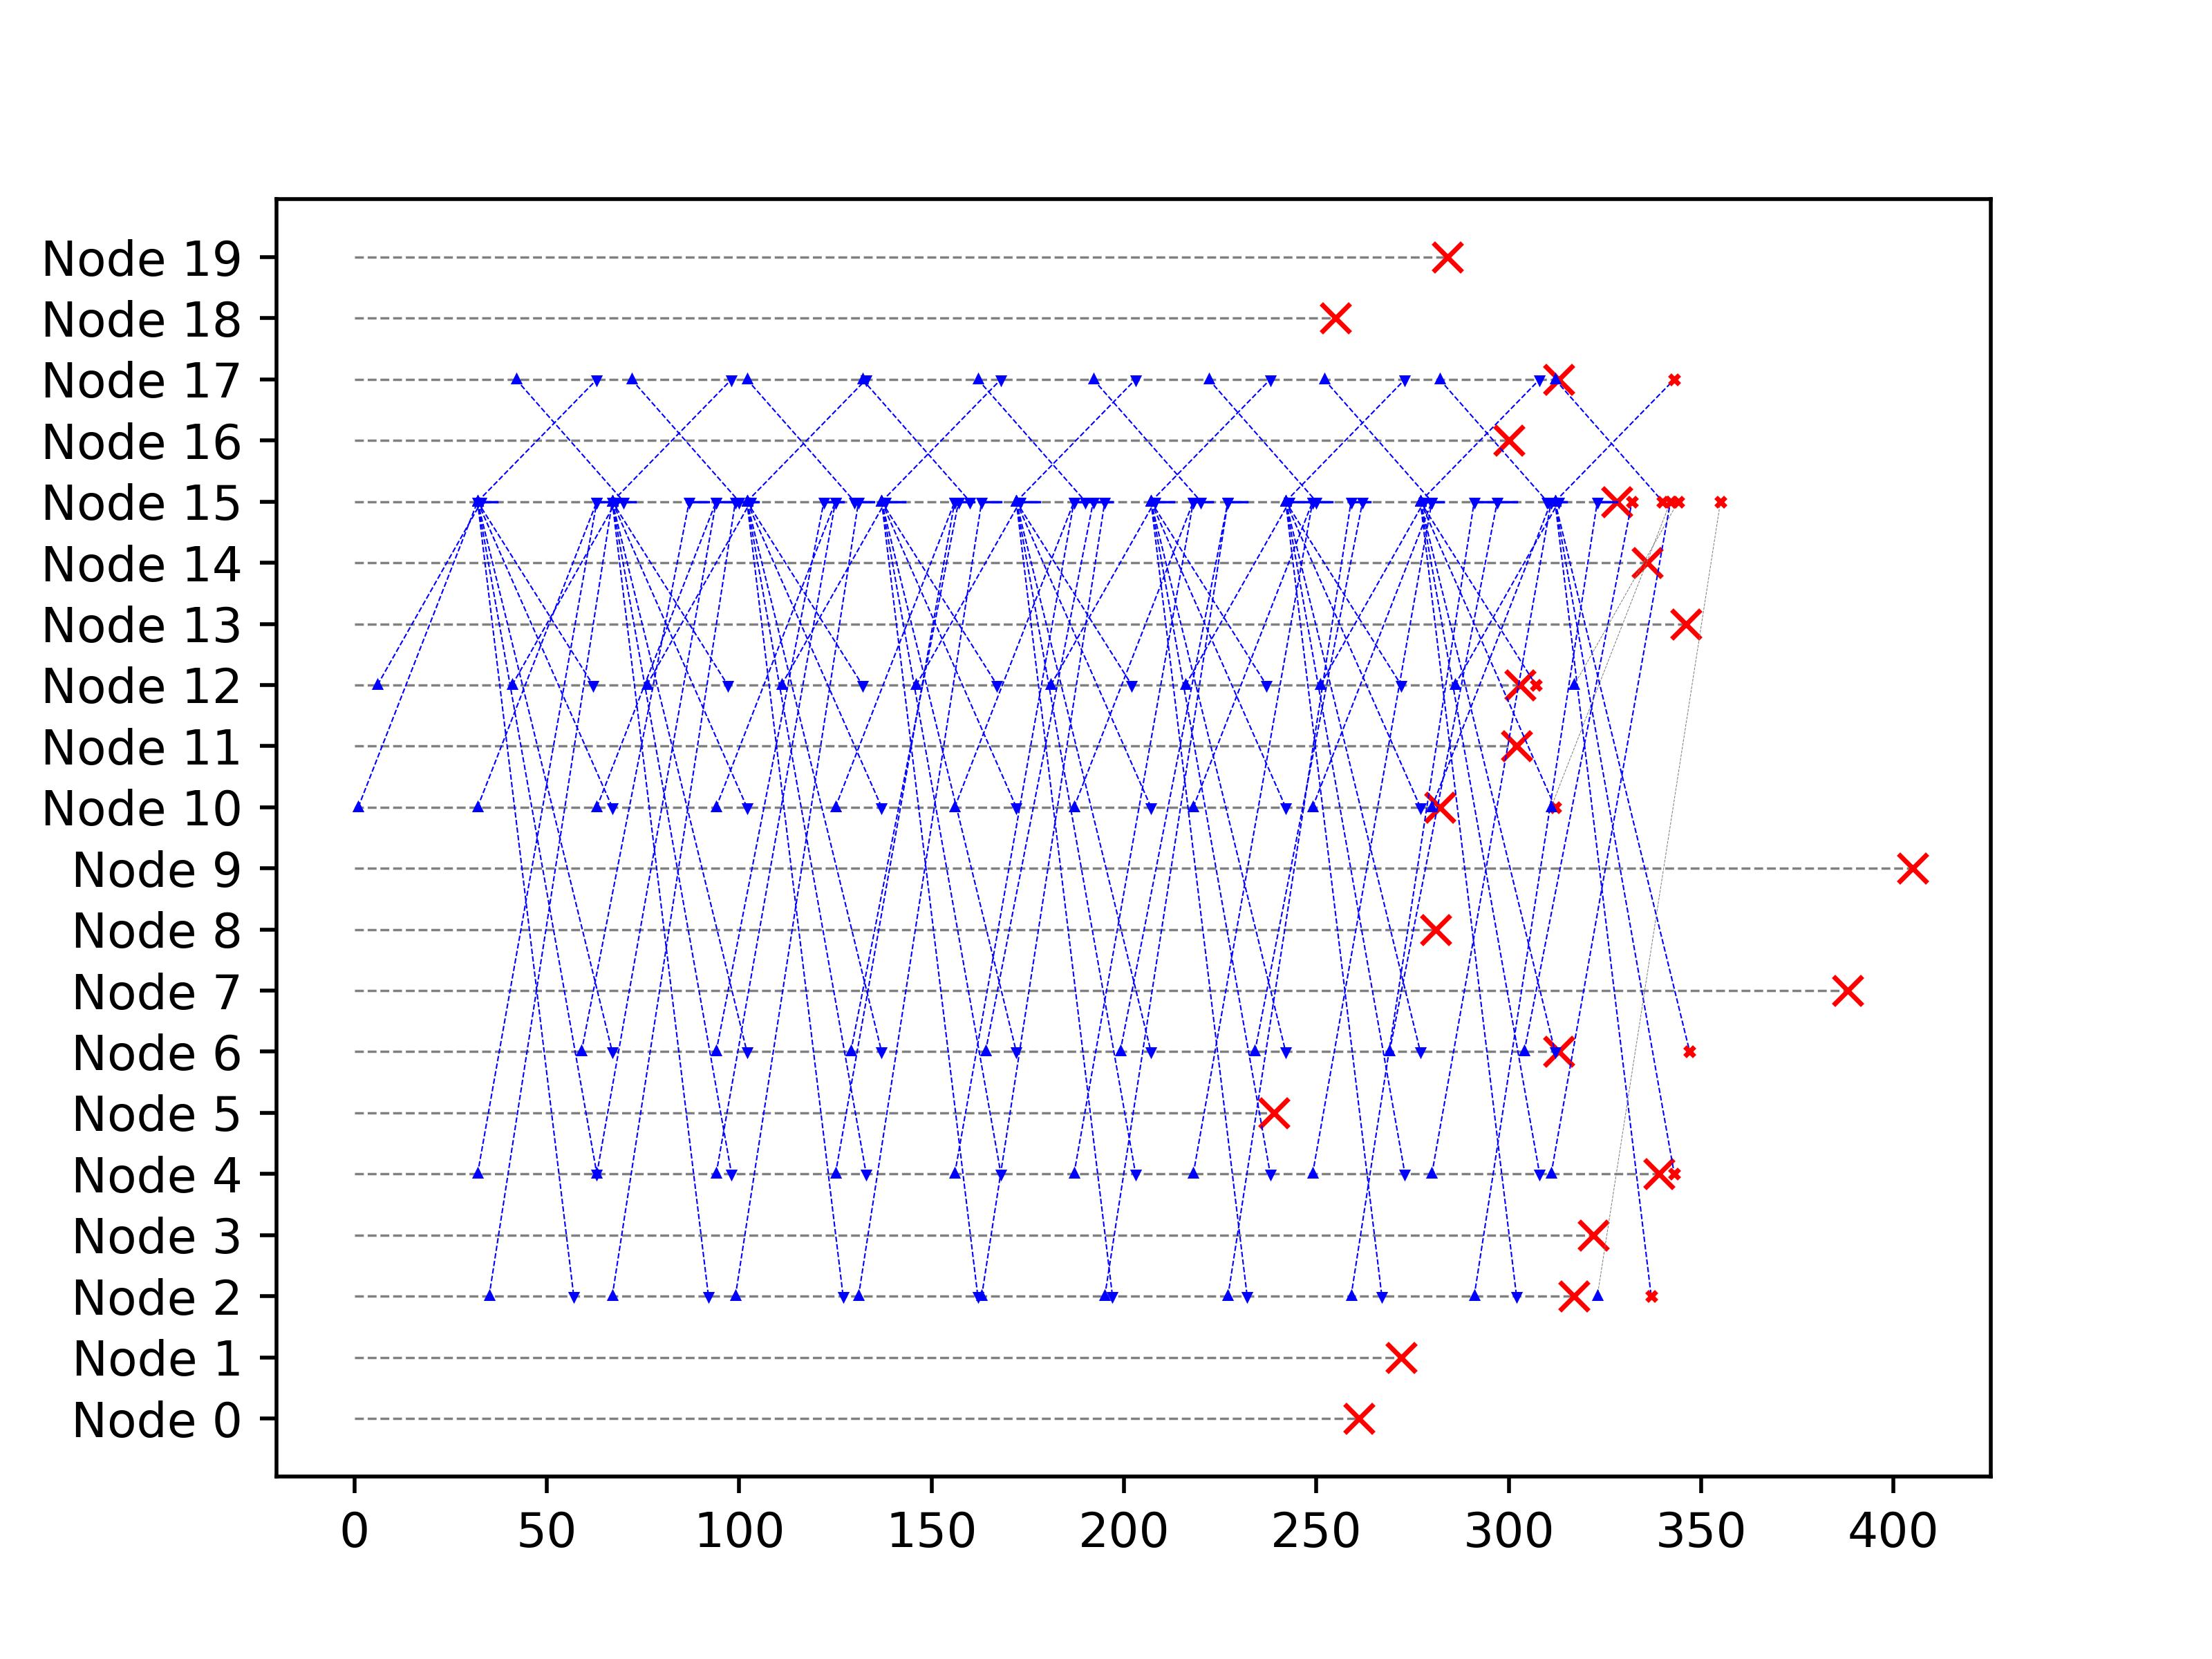 Node 19
Node 18
Node 17
Node 16
Node 15
Node 14
Node 13
Node 12
Node 11
Node 10
Node 9
Node 8
Node 7
Node 6
Node 5
Node 4
Node 3
Node 2
Node 1
Node 0
0 50 100 150 200 250 300 350 400